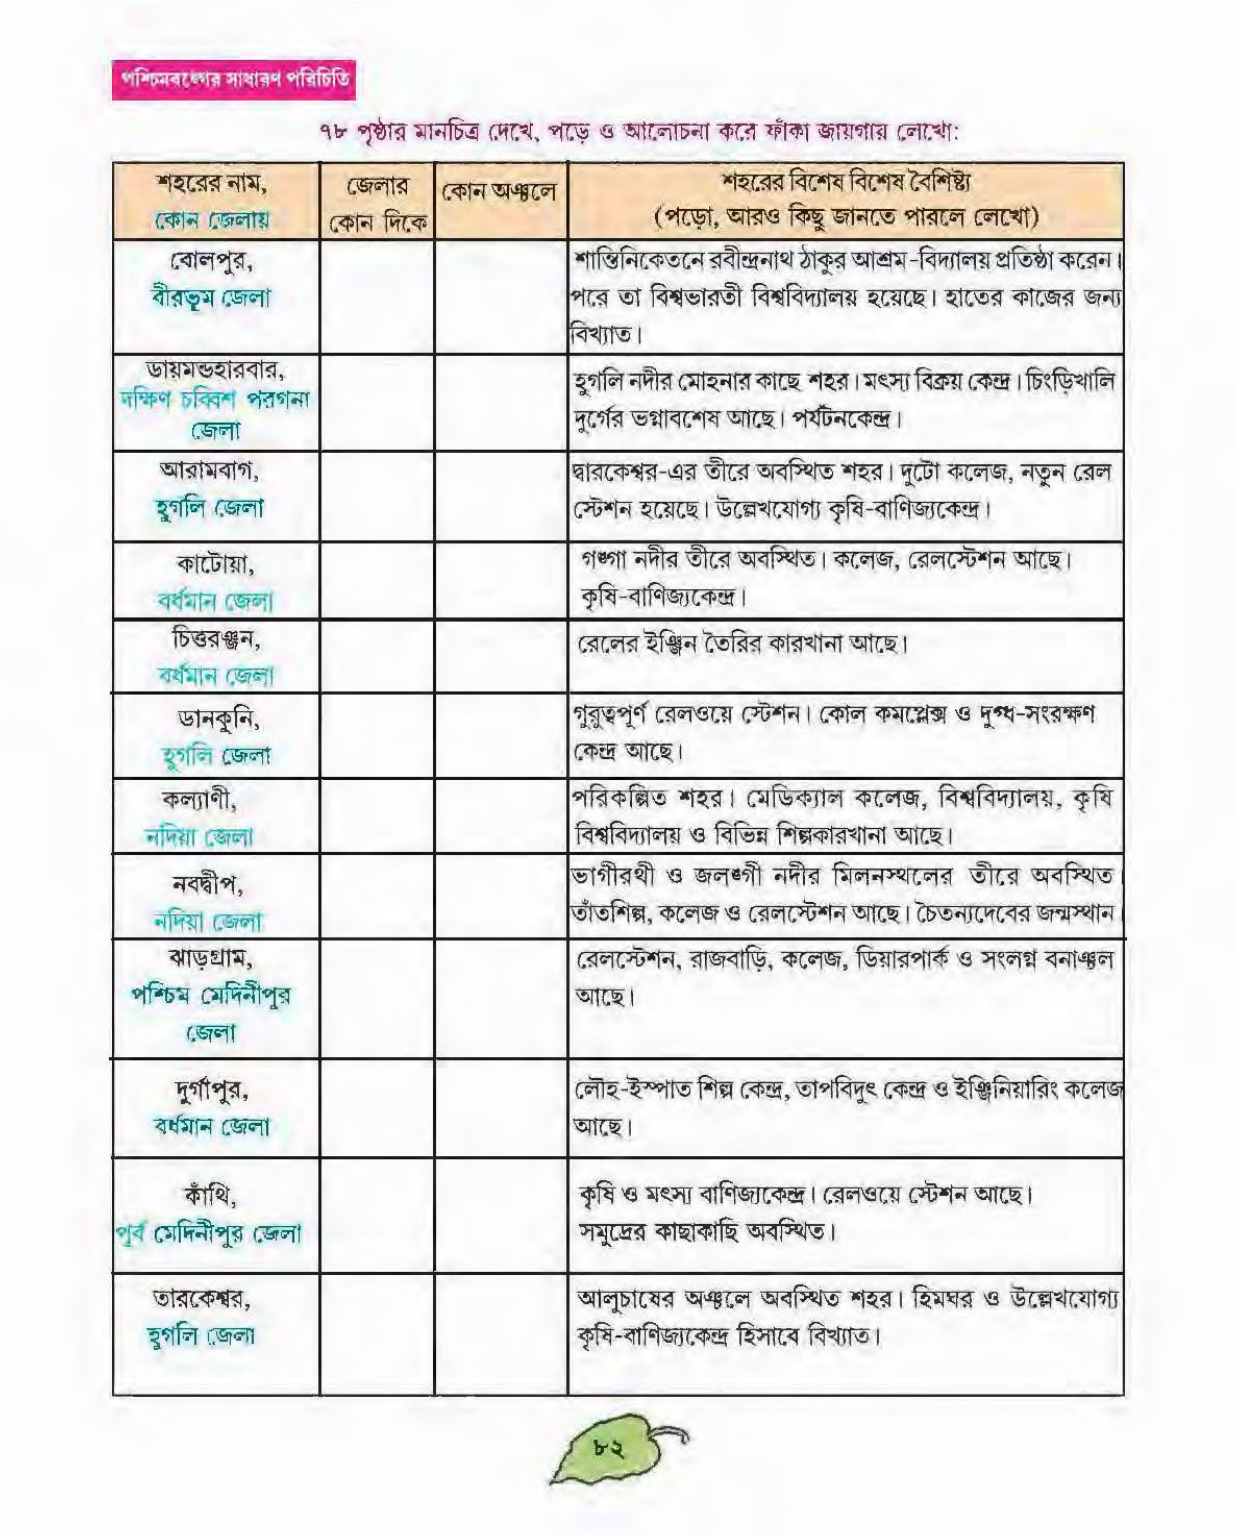 পশ্চিমবঙ্গের সাধারণ পরিচিতি
৭৮ পৃষ্ঠার মানচিত্র দেখে, পড়ে ও আলোচনা করে ফাঁকা জায়গায় লেখো:
শহরের নাম,
কোন জেলায়
জেলার
কোন দিকে
কোন অঞ্চলে
শহরের বিশেষ বিশেষ বৈশিষ্ট্য
(পড়ো, আরও কিছু জানতে পারলে লেখো)
বোলপুর,
বীরভূম জেলা
শান্তিনিকেতনে রবীন্দ্রনাথ ঠাকুর আশ্রম-বিদ্যালয় প্রতিষ্ঠা করেন।
পরে তা বিশ্বভারতী বিশ্ববিদ্যালয় হয়েছে। হাতের কাজের জন্য
বিখ্যাত।
ডায়মন্ডহারবার,
দক্ষিণ চব্বিশ পরগনা
জেলা
হুগলি নদীর মোহনার কাছে শহর। মৎস্য বিক্রয় কেন্দ্র। চিংড়িখালি
দুর্গের ভগ্নাবশেষ আছে। পর্যটনকেন্দ্র।
আরামবাগ,
হুগলি জেলা
দ্বারকেশ্বর-এর তীরে অবস্থিত শহর। দুটো কলেজ, নতুন রেল
স্টেশন হয়েছে। উল্লেখযোগ্য কৃষি-বাণিজ্যকেন্দ্র।
কাটোয়া,
বর্ধমান জেলা
গঙ্গা নদীর তীরে অবস্থিত। কলেজ, রেলস্টেশন আছে।
কৃষি-বাণিজ্যকেন্দ্র।
চিত্তরঞ্জন,
বর্ধমান জেলা
রেলের ইঞ্জিন তৈরির কারখানা আছে।
ডানকুনি,
হুগলি জেলা
গুরুত্বপূর্ণ রেলওয়ে স্টেশন। কোল কমপ্লেক্স ও দুগ্ধ-সংরক্ষণ
কেন্দ্র আছে।
কল্যাণী,
নদিয়া জেলা
পরিকল্পিত শহর। মেডিক্যাল কলেজ, বিশ্ববিদ্যালয়, কৃষি
বিশ্ববিদ্যালয় ও বিভিন্ন শিল্পকারখানা আছে।
নবদ্বীপ,
নদিয়া জেলা
ভাগীরথী ও জলঙ্গী নদীর মিলনস্থলের তীরে অবস্থিত।
তাঁতশিল্প, কলেজ ও রেলস্টেশন আছে। চৈতন্যদেবের জন্মস্থান।
ঝাড়গ্রাম,
পশ্চিম মেদিনীপুর
জেলা
রেলস্টেশন, রাজবাড়ি, কলেজ, ডিয়ারপার্ক ও সংলগ্ন বনাঞ্চল
আছে।
দুর্গাপুর,
বর্ধমান জেলা
লৌহ-ইস্পাত শিল্প কেন্দ্র, তাপবিদুৎ কেন্দ্র ও ইঞ্জিনিয়ারিং কলেজ
আছে।
কাঁথি,
পূর্ব মেদিনীপুর জেলা
কৃষি ও মৎস্য বাণিজ্যকেন্দ্র। রেলওয়ে স্টেশন আছে।
সমুদ্রের কাছাকাছি অবস্থিত।
তারকেশ্বর,
হুগলি জেলা
আলুচাষের অঞ্চলে অবস্থিত শহর। হিমঘর ও উল্লেখযোগ্য
কৃষি-বাণিজ্যকেন্দ্র হিসাবে বিখ্যাত।
৮২